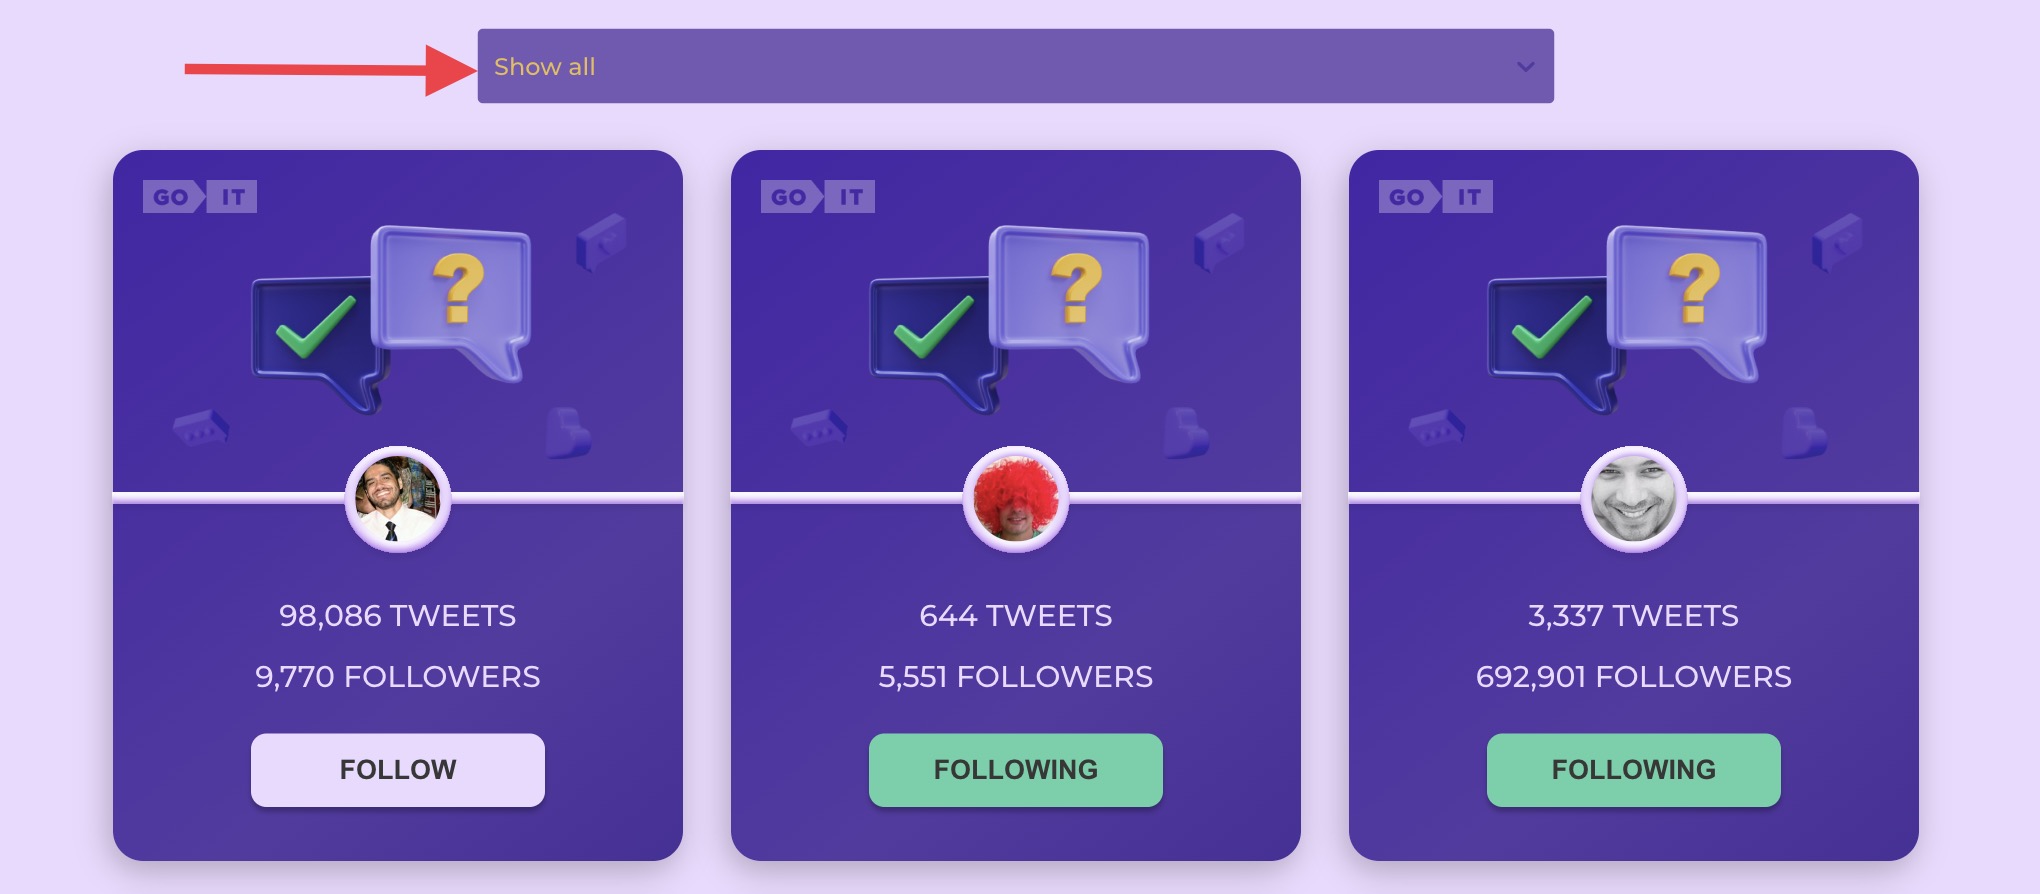 Show all
GO IT
GO IT
GO IT
?
?
?
98,086 TWEETS
644 TWEETS
3,337 TWEETS
9,770 FOLLOWERS
5,551 FOLLOWERS
692,901 FOLLOWERS
FOLLOW
FOLLOWING
FOLLOWING